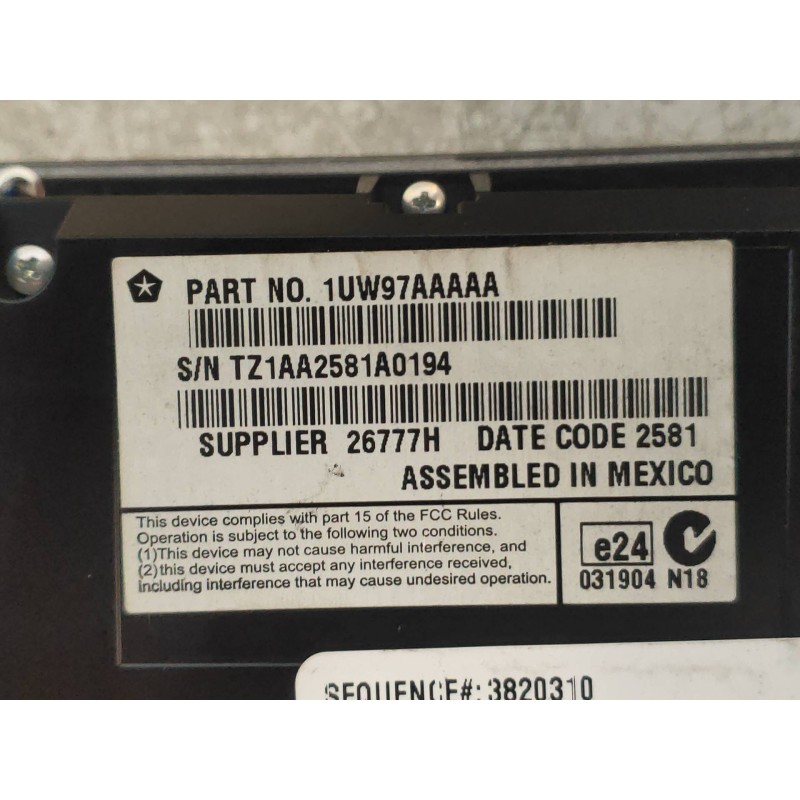 PART NO. 1UW97AAAAA
S/N TZ1AA2581A0194
SUPPLIER 26777H DATE CODE 2581
ASSEMBLED IN MEXICO
This device complies with part 15 of the FCC Rules.
Operation is subject to the following two conditions.
(1)This device may not cause harmful interference, and
(2)this device must accept any interference received,
including interference that may cause undesired operation.
e24
031904 N18
SEQUENCE#: 3820310